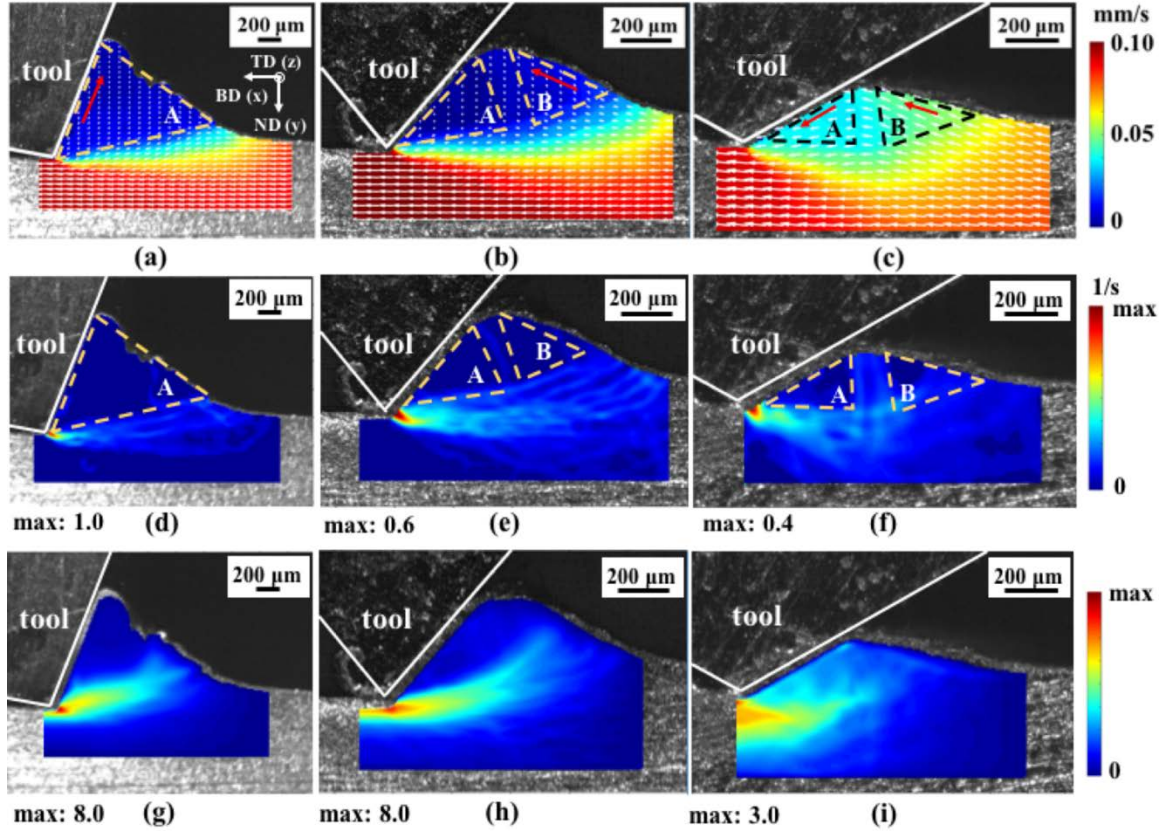 200 µm
tool
TD (z)
BD (x)
ND (y)
A
(a)
200 µm
tool
A
B
(b)
200 µm
tool
A
B
(c)
mm/s
0.10
0.05
0
200 µm
tool
A
max: 1.0
(d)
200 µm
tool
A
B
max: 0.6
(e)
200 µm
tool
A
B
max: 0.4
(f)
1/s
max
0
200 µm
tool
max: 8.0
(g)
200 µm
tool
max: 8.0
(h)
200 µm
tool
max: 3.0
(i)
max
0